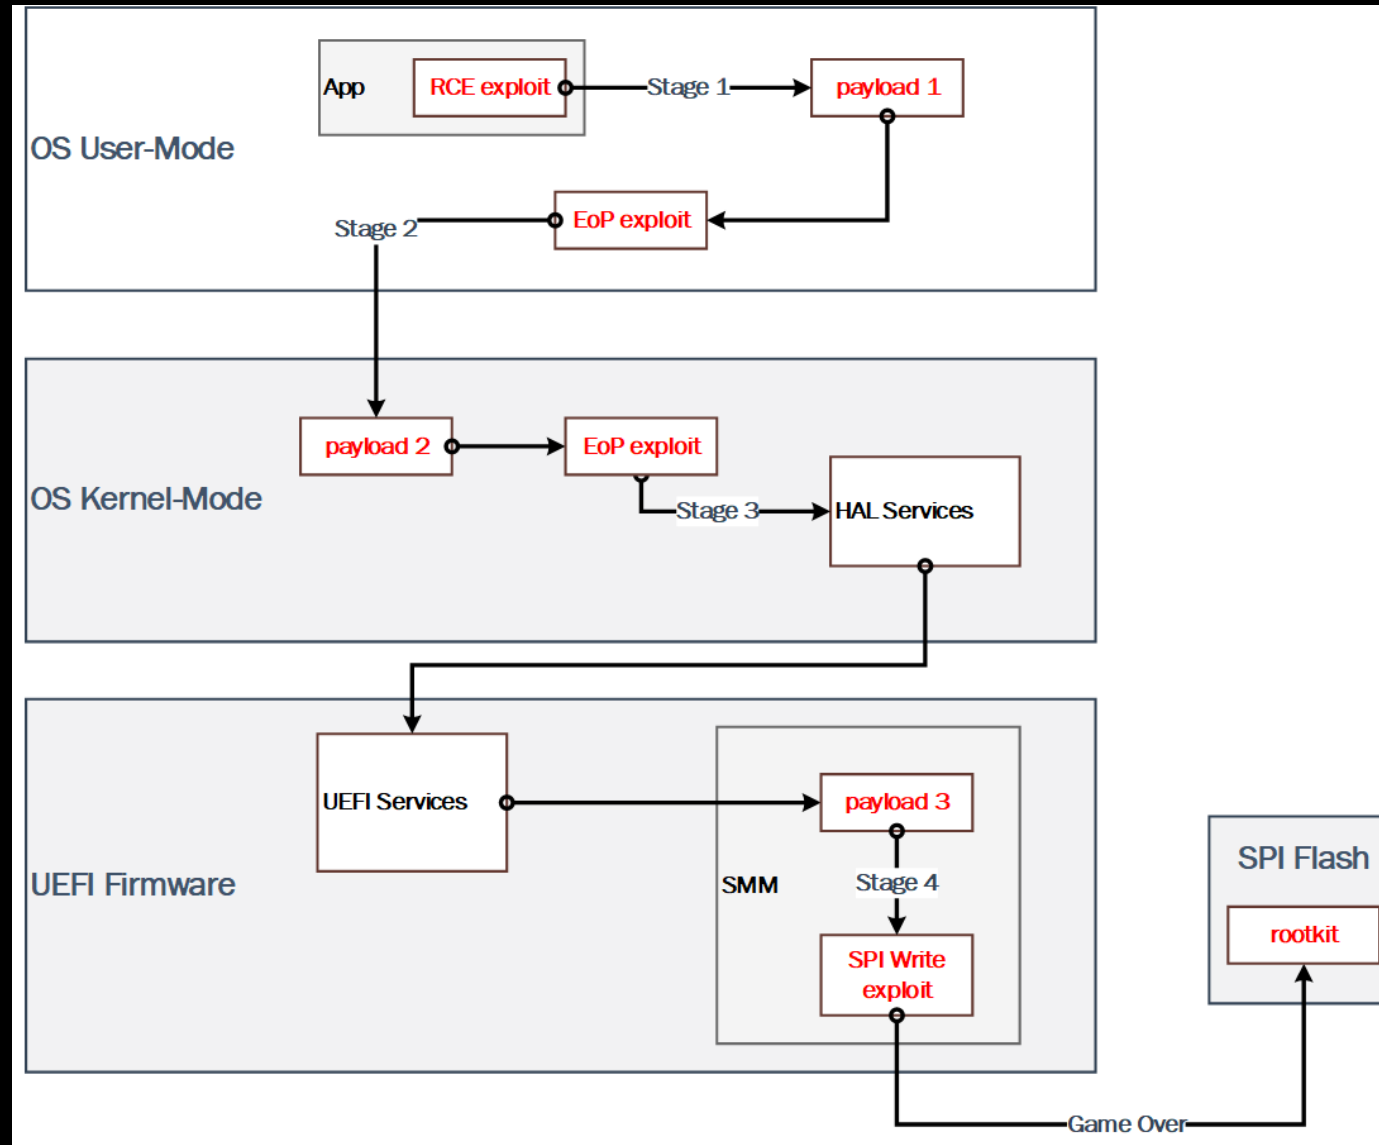 App
RCE exploit
Stage 1
payload 1
OS User-Mode
EoP exploit
Stage 2
payload 2
EoP exploit
OS Kernel-Mode
Stage 3
HAL Services
UEFI Services
payload 3
UEFI Firmware
SMM
Stage 4
SPI Write
exploit
SPI Flash
rootkit
Game Over